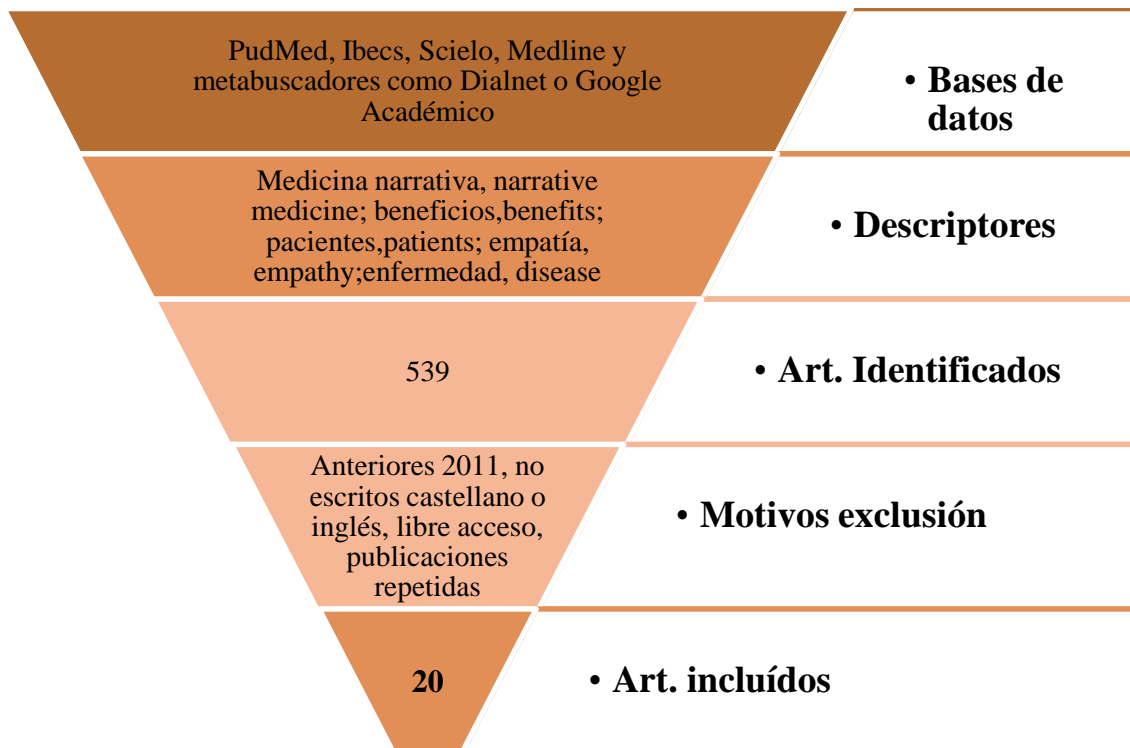 PudMed, Ibecs, Scielo, Medline y
metabuscadores como Dialnet o Google
Académico
• Bases de
datos
Medicina narrativa, narrative
medicine; beneficios,benefits;
pacientes,patients; empatía,
empathy;enfermedad, disease
• Descriptores
539
• Art. Identificados
Anteriores 2011, no
escritos castellano o
inglés, libre acceso,
publicaciones
repetidas
• Motivos exclusión
20
• Art. incluídos